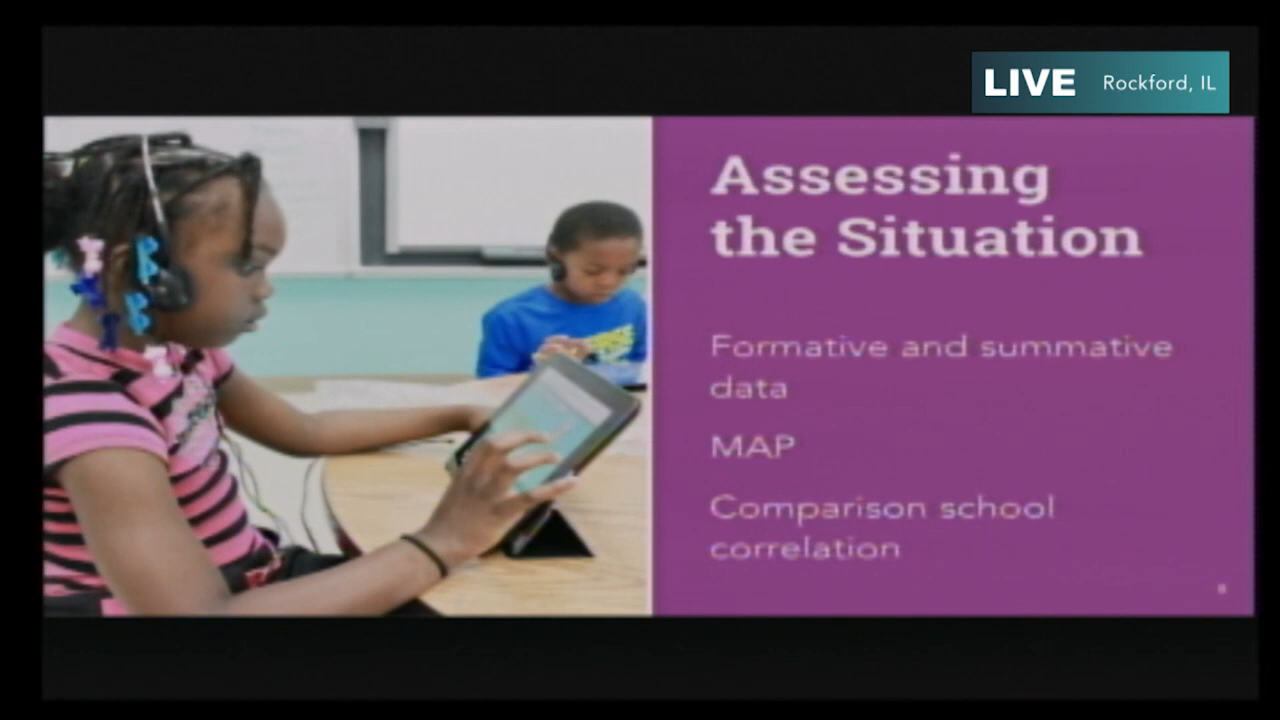 LIVE Rockford, IL
Assessing
the Situation
Formative and summative
data
MAP
Comparison school
correlation